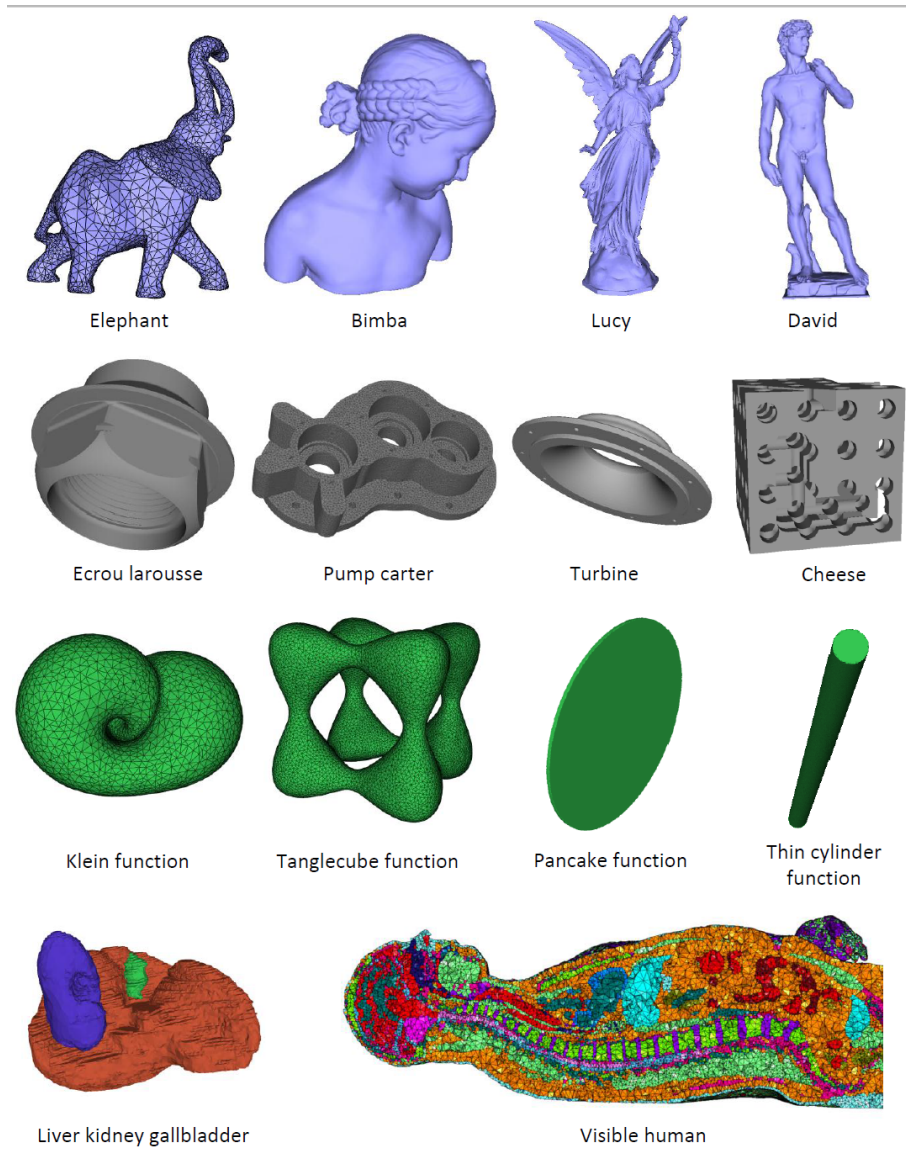 Elephant
Bimba
Lucy
David
Ecrou larousse
Pump carter
Turbine
Cheese
Klein function
Tanglecube function
Pancake function
Thin cylinder
function
Liver kidney gallbladder
Visible human